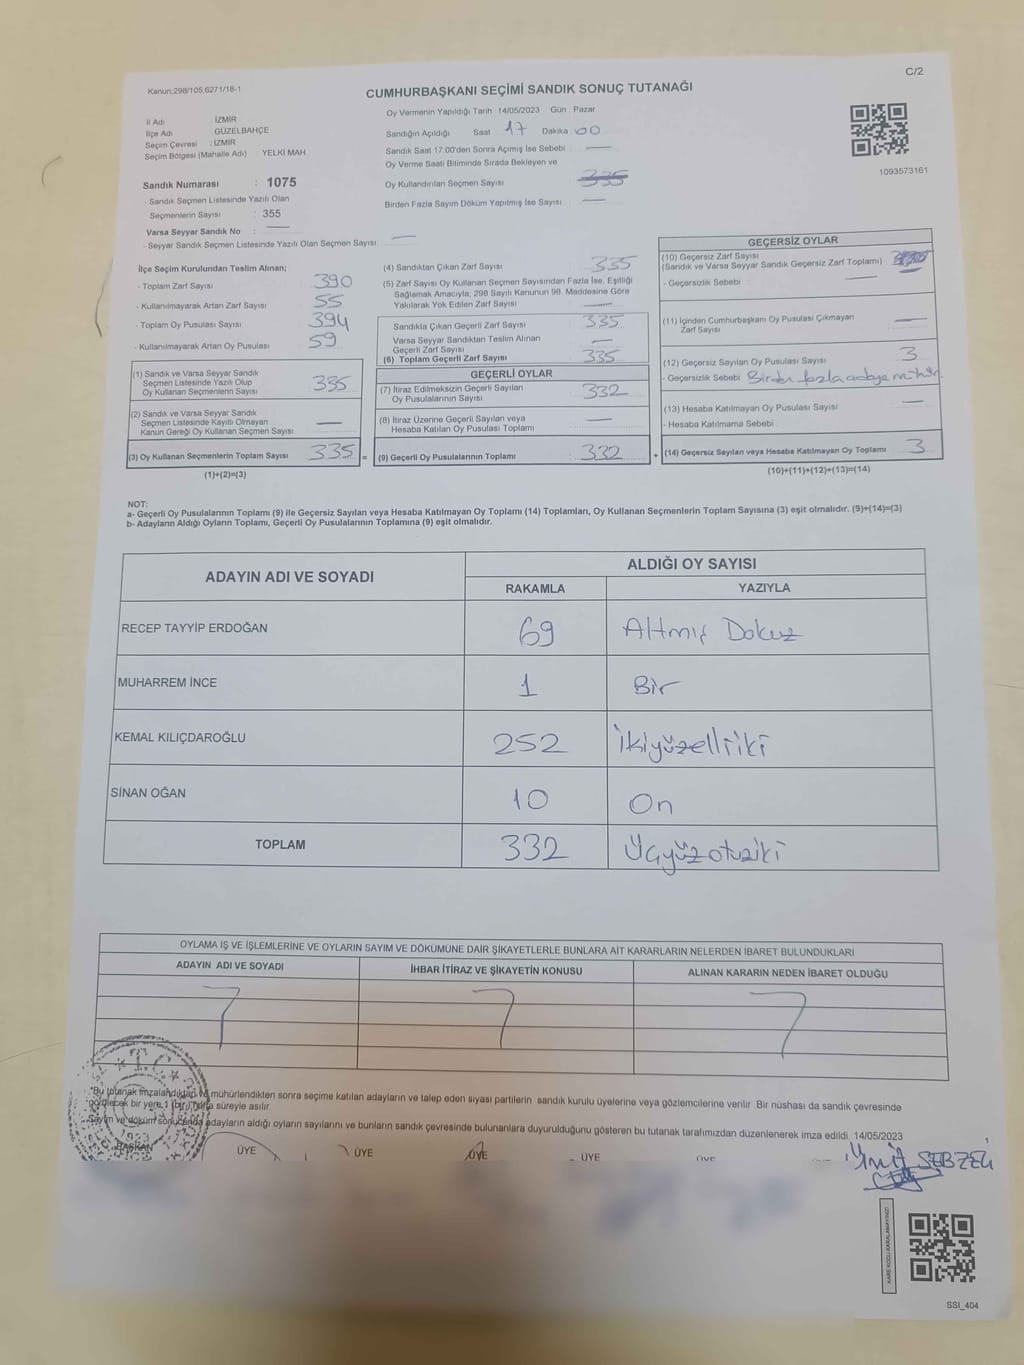 Kanun,298/105,6271/18-1
C/2
CUMHURBAŞKANI SEÇİMİ SANDIK SONUÇ TUTANAĞI
İl Adı : İZMİR
İlçe Adı : GÜZELBAHÇE
Seçim Çevresi : İZMİR
Seçim Bölgesi (Mahalle Adı) : YELKİ MAH.
Sandık Numarası : 1075
- Sandık Seçmen Listesinde Yazılı Olan
Seçmenlerin Sayısı : 355
Varsa Seyyar Sandık No :
- Seyyar Sandık Seçmen Listesinde Yazılı Olan Seçmen Sayısı:
Oy Vermenin Yapıldığı Tarih :14/05/2023 Gün : Pazar
Sandığın Açıldığı Saat : 17 Dakika : 00
Sandık Saat 17:00'den Sonra Açılmış İse Sebebi :
Oy Verme Saati Bitiminde Sırada Bekleyen ve
Oy Kullandırılan Seçmen Sayısı : 335
Birden Fazla Sayım Döküm Yapılmış İse Sayısı :
1093573161
İlçe Seçim Kurulundan Teslim Alınan;
- Toplam Zarf Sayısı : 390
- Kullanılmayarak Artan Zarf Sayısı : 55
- Toplam Oy Pusulası Sayısı : 394
- Kullanılmayarak Artan Oy Pusulası : 59
(1) Sandık ve Varsa Seyyar Sandık
Seçmen Listesinde Yazılı Olup
Oy Kullanan Seçmenlerin Sayısı : 335
(2) Sandık ve Varsa Seyyar Sandık
Seçmen Listesinde Kayıtlı Olmayan
Kanun Gereği Oy Kullanan Seçmen Sayısı :
(3) Oy Kullanan Seçmenlerin Toplam Sayısı : 335
(1)+(2)=(3)
(4) Sandıktan Çıkan Zarf Sayısı : 335
(5) Zarf Sayısı Oy Kullanan Seçmen Sayısından Fazla İse, Eşitliği
Sağlamak Amacıyla; 298 Sayılı Kanunun 98. Maddesine Göre
Yakılarak Yok Edilen Zarf Sayısı :
Sandıkta Çıkan Geçerli Zarf Sayısı : 335
Varsa Seyyar Sandıktan Teslim Alınan
Geçerli Zarf Sayısı :
(6) Toplam Geçerli Zarf Sayısı : 335
GEÇERLİ OYLAR
(7) İtiraz Edilmeksizin Geçerli Sayılan
Oy Pusulalarının Sayısı : 332
(8) İtiraz Üzerine Geçerli Sayılan veya
Hesaba Katılan Oy Pusulası Toplamı :
= (9) Geçerli Oy Pusulalarının Toplamı : 332
GEÇERSİZ OYLAR
(10) Geçersiz Zarf Sayısı
(Sandık ve Varsa Seyyar Sandık Geçersiz Zarf Toplamı) :
- Geçersizlik Sebebi :
(11) İçinden Cumhurbaşkanı Oy Pusulası Çıkmayan
Zarf Sayısı :
(12) Geçersiz Sayılan Oy Pusulası Sayısı : 3
- Geçersizlik Sebebi : Birden fazla adaya mühür.
(13) Hesaba Katılmayan Oy Pusulası Sayısı :
- Hesaba Katılmama Sebebi :
+ (14) Geçersiz Sayılan veya Hesaba Katılmayan Oy Toplamı : 3
(10)+(11)+(12)+(13)=(14)
NOT:
a- Geçerli Oy Pusulalarının Toplamı (9) ile Geçersiz Sayılan veya Hesaba Katılmayan Oy Toplamı (14) Toplamları, Oy Kullanan Seçmenlerin Toplam Sayısına (3) eşit olmalıdır. (9)+(14)=(3)
b- Adayların Aldığı Oyların Toplamı, Geçerli Oy Pusulalarının Toplamına (9) eşit olmalıdır.
ADAYIN ADI VE SOYADI
ALDIĞI OY SAYISI
RAKAMLA YAZIYLA
RECEP TAYYİP ERDOĞAN 69 Altmış Dokuz
MUHARREM İNCE 1 Bir
KEMAL KILIÇDAROĞLU 252 İkiyüzelliiki
SİNAN OĞAN 10 On
TOPLAM 332 Üçyüzotuziki
OYLAMA İŞ VE İŞLEMLERİNE VE OYLARIN SAYIM VE DÖKÜMÜNE DAİR ŞİKAYETLERLE BUNLARA AİT KARARLARIN NELERDEN İBARET BULUNDUKLARI
ADAYIN ADI VE SOYADI İHBAR İTİRAZ VE ŞİKAYETİN KONUSU ALINAN KARARIN NEDEN İBARET OLDUĞU
*Bu tutanak imzalandıktan ve mühürlendikten sonra seçime katılan adayların ve talep eden siyasi partilerin sandık kurulu üyelerine veya gözlemcilerine verilir. Bir nüshası da sandık çevresinde
görülecek bir yere 1 (bir) hafta süreyle asılır.
Sayım ve döküm sonucunda adayların aldığı oyların sayılarını ve bunların sandık çevresinde bulunanlara duyurulduğunu gösteren bu tutanak tarafımızdan düzenlenerek imza edildi. 14/05/2023
BAŞKAN ÜYE ÜYE ÜYE ÜYE ÜYE
T.C.
1923
Ümit SEBZELİ
KARE KODU KARALAMAYINIZ!
SSI_404